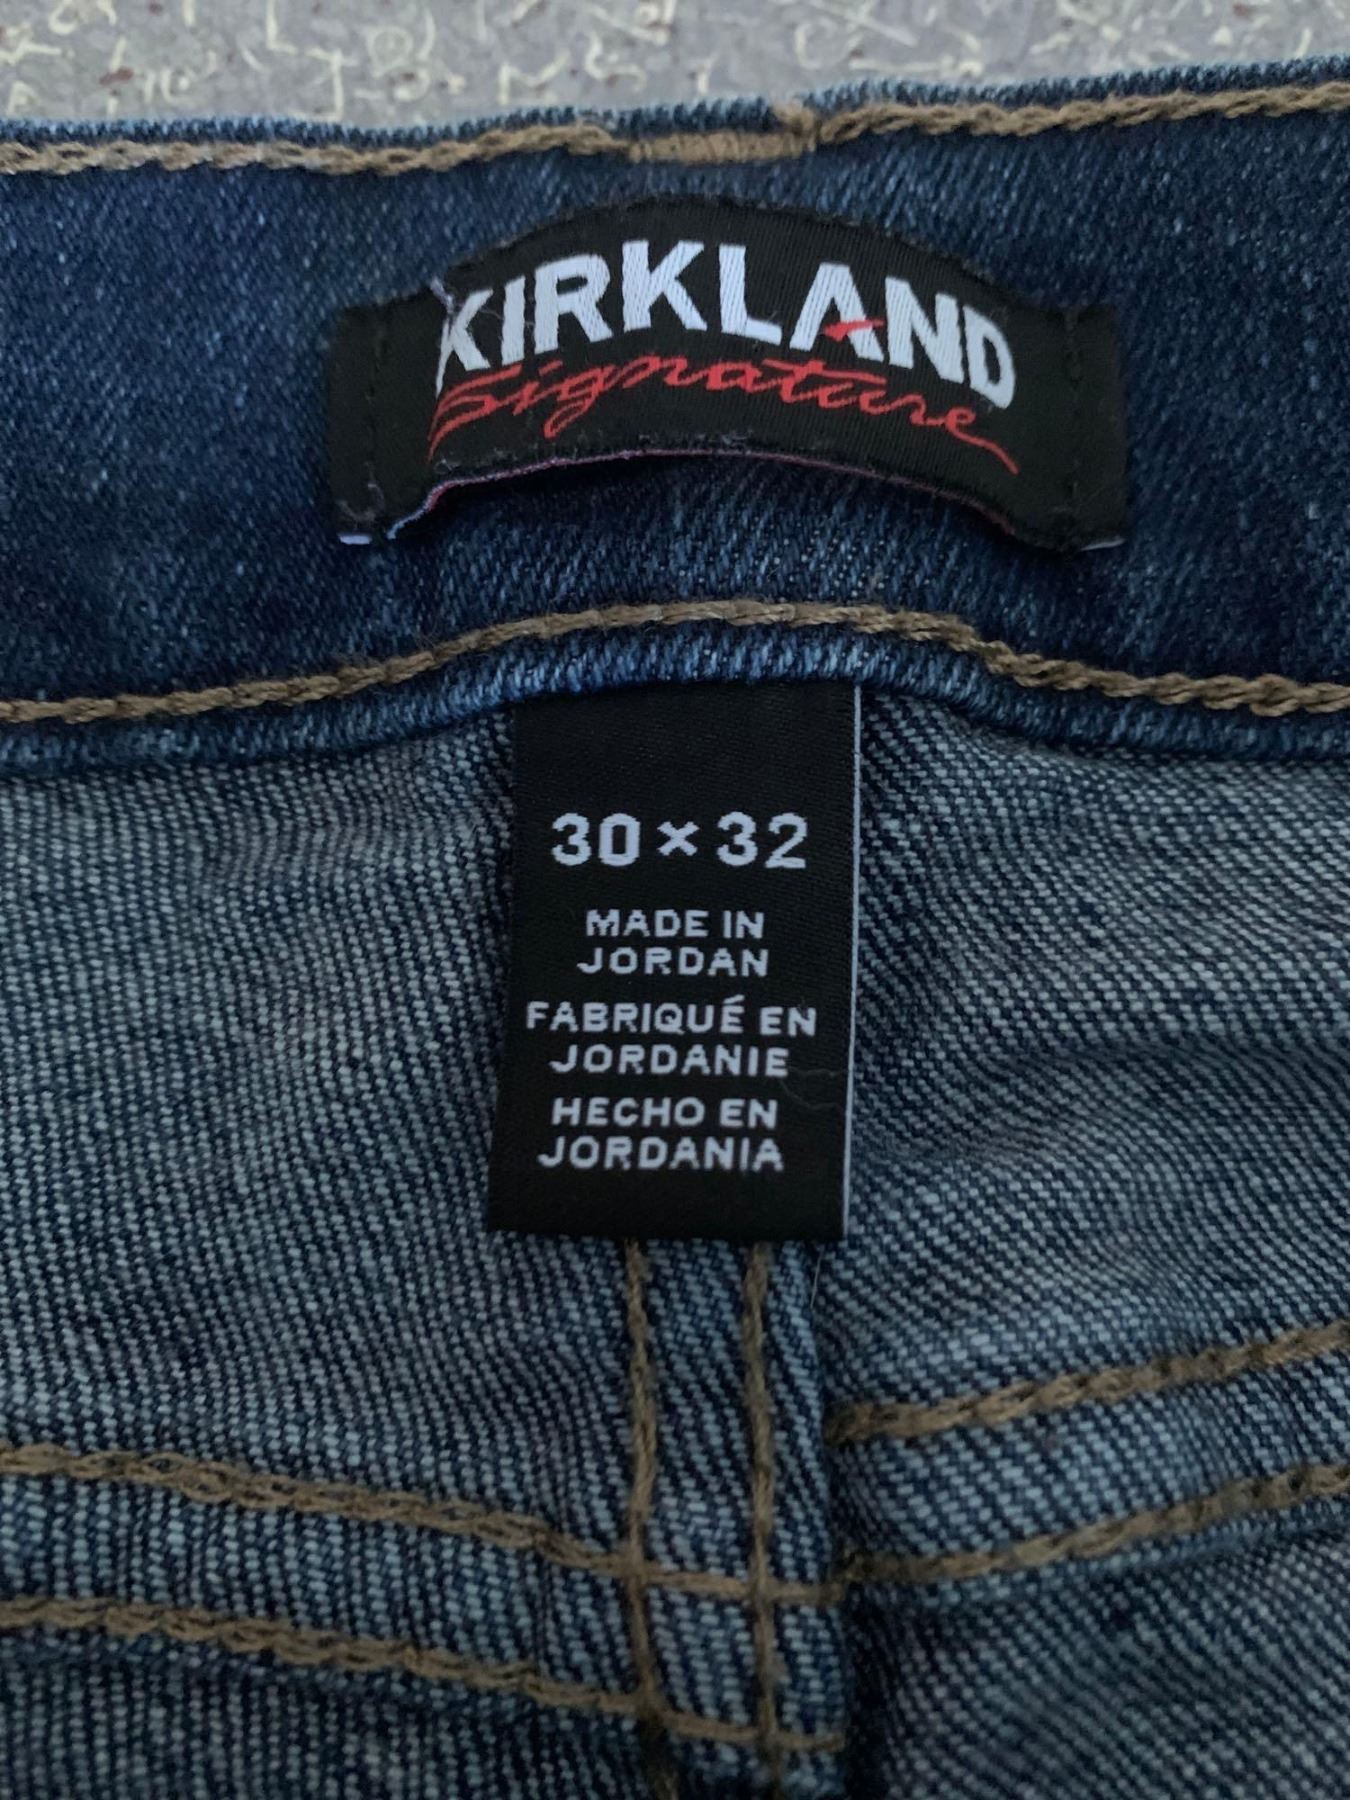 KIRKLAND
Signature
30 × 32
MADE IN
JORDAN
FABRIQUÉ EN
JORDANIE
HECHO EN
JORDANIA